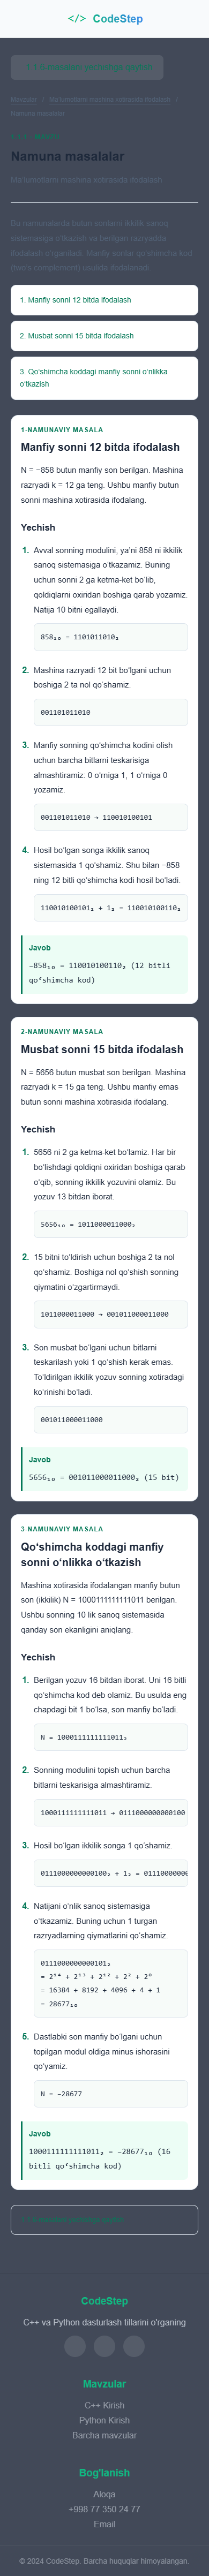 </> CodeStep
Namuna masalalar
Ma'lumotlarni mashina xotirasida ifodalash
Bu namunalarda butun sonlarni ikkilik sanoq
sistemasiga o'tkazish va berilgan razryadda
ifodalash o'rganiladi. Manfiy sonlar qo'shimcha kod
(two's complement) usulida ifodalanadi.
1. Manfiy sonni 12 bitda ifodalash
2. Musbat sonni 15 bitda ifodalash
3. Qo'shimcha koddagi manfiy sonni o'nlikka
o'tkazish
1-NAMUNAVIY MASALA
Manfiy sonni 12 bitda ifodalash
N = −858 butun manfiy son berilgan. Mashina
razryadi k = 12 ga teng. Ushbu manfiy butun
sonni mashina xotirasida ifodalang.
Yechish
1. Avval sonning modulini, ya'ni 858 ni ikkilik
sanoq sistemasiga o'tkazamiz. Buning
uchun sonni 2 ga ketma-ket bo'lib,
qoldiqlarni oxiridan boshiga qarab yozamiz.
Natija 10 bitni egallaydi.
858₁₀ = 1101011010₂
2. Mashina razryadi 12 bit bo'lgani uchun
boshiga 2 ta nol qo'shamiz.
001101011010
3. Manfiy sonning qo'shimcha kodini olish
uchun barcha bitlarni teskarisiga
almashtiramiz: 0 o'rniga 1, 1 o'rniga 0
yozamiz.
001101011010 → 110010100101
4. Hosil bo'lgan songa ikkilik sanoq
sistemasida 1 qo'shamiz. Shu bilan −858
ning 12 bitli qo'shimcha kodi hosil bo'ladi.
110010100101₂ + 1₂ = 110010100110₂
Javob
−858₁₀ = 110010100110₂ (12 bitli
qo'shimcha kod)
2-NAMUNAVIY MASALA
Musbat sonni 15 bitda ifodalash
N = 5656 butun musbat son berilgan. Mashina
razryadi k = 15 ga teng. Ushbu manfiy emas
butun sonni mashina xotirasida ifodalang.
Yechish
1. 5656 ni 2 ga ketma-ket bo'lamiz. Har bir
bo'lishdagi qoldiqni oxiridan boshiga qarab
o'qib, sonning ikkilik yozuvini olamiz. Bu
yozuv 13 bitdan iborat.
5656₁₀ = 1011000011000₂
2. 15 bitni to'ldirish uchun boshiga 2 ta nol
qo'shamiz. Boshiga nol qo'shish sonning
qiymatini o'zgartirmaydi.
1011000011000 → 001011000011000
3. Son musbat bo'lgani uchun bitlarni
teskarilash yoki 1 qo'shish kerak emas.
To'ldirilgan ikkilik yozuv sonning xotiradagi
ko'rinishi bo'ladi.
001011000011000
Javob
5656₁₀ = 001011000011000₂ (15 bit)
3-NAMUNAVIY MASALA
Qo'shimcha koddagi manfiy
sonni o'nlikka o'tkazish
Mashina xotirasida ifodalangan manfiy butun
son (ikkilik) N = 1000111111111011 berilgan.
Ushbu sonning 10 lik sanoq sistemasida
qanday son ekanligini aniqlang.
Yechish
1. Berilgan yozuv 16 bitdan iborat. Uni 16 bitli
qo'shimcha kod deb olamiz. Bu usulda eng
chapdagi bit 1 bo'lsa, son manfiy bo'ladi.
N = 1000111111111011₂
2. Sonning modulini topish uchun barcha
bitlarni teskarisiga almashtiramiz.
1000111111111011 → 0111000000000100
3. Hosil bo'lgan ikkilik songa 1 qo'shamiz.
0111000000000100₂ + 1₂ = 01110000000
4. Natijani o'nlik sanoq sistemasiga
o'tkazamiz. Buning uchun 1 turgan
razryadlarning qiymatlarini qo'shamiz.
0111000000000101₂
= 2¹⁴ + 2¹³ + 2¹² + 2² + 2⁰
= 16384 + 8192 + 4096 + 4 + 1
= 28677₁₀
5. Dastlabki son manfiy bo'lgani uchun
topilgan modul oldiga minus ishorasini
qo'yamiz.
N = −28677
Javob
1000111111111011₂ = −28677₁₀ (16
bitli qo'shimcha kod)
CodeStep
C++ va Python dasturlash tillarini o'rganing
Mavzular
C++ Kirish
Python Kirish
Barcha mavzular
Bog'lanish
Aloqa
+998 77 350 24 77
Email
© 2024 CodeStep. Barcha huquqlar himoyalangan.